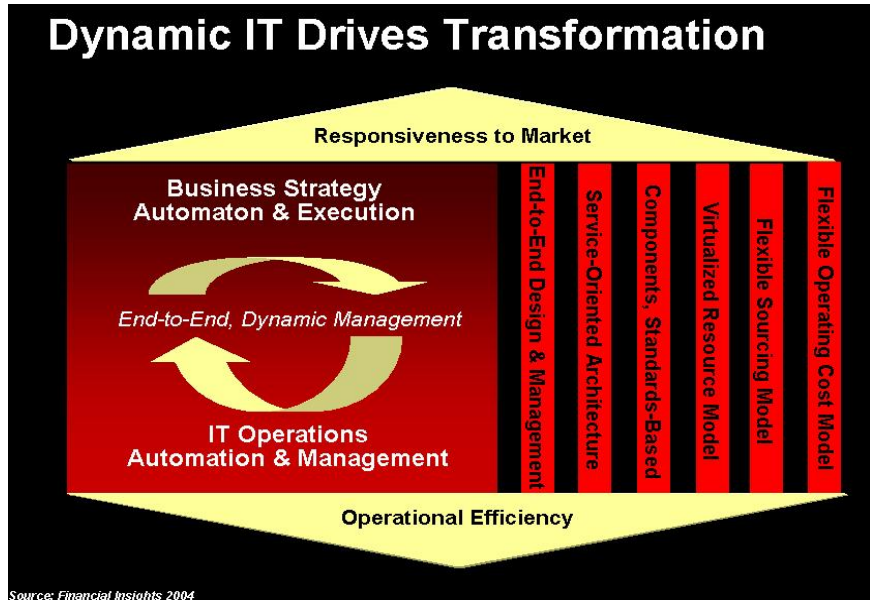 Dynamic IT Drives Transformation
Responsiveness to Market
Business Strategy
Automaton & Execution
End-to-End, Dynamic Management
IT Operations
Automation & Management
End-to-End Design & Management
Service-Oriented Architecture
Components, Standards-Based
Virtualized Resource Model
Flexible Sourcing Model
Flexible Operating Cost Model
Operational Efficiency
Source: Financial Insights 2004